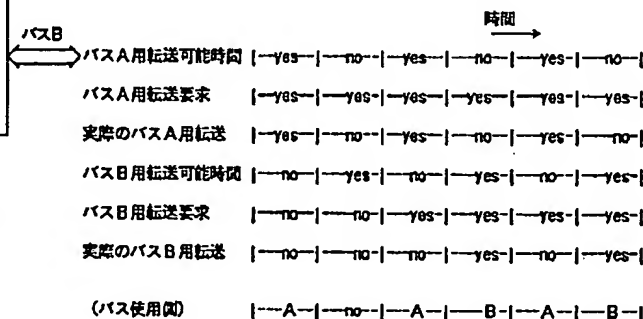 時間
バスB
バスA用転送可能時間 |—yes—|—no—|—yes—|—no—|—yes—|—no—|
バスA用転送要求 |—yes—|—yes—|—yes—|—yes—|—yes—|—yes—|
実際のバスA用転送 |—yes—|—no—|—yes—|—no—|—yes—|—no—|
バスB用転送可能時間 |—no—|—yes—|—no—|—yes—|—no—|—yes—|
バスB用転送要求 |—no—|—no—|—yes—|—yes—|—yes—|—yes—|
実際のバスB用転送 |—no—|—no—|—no—|—yes—|—no—|—yes—|
(バス使用図) |—A—|—no—|—A—|—B—|—A—|—B—|